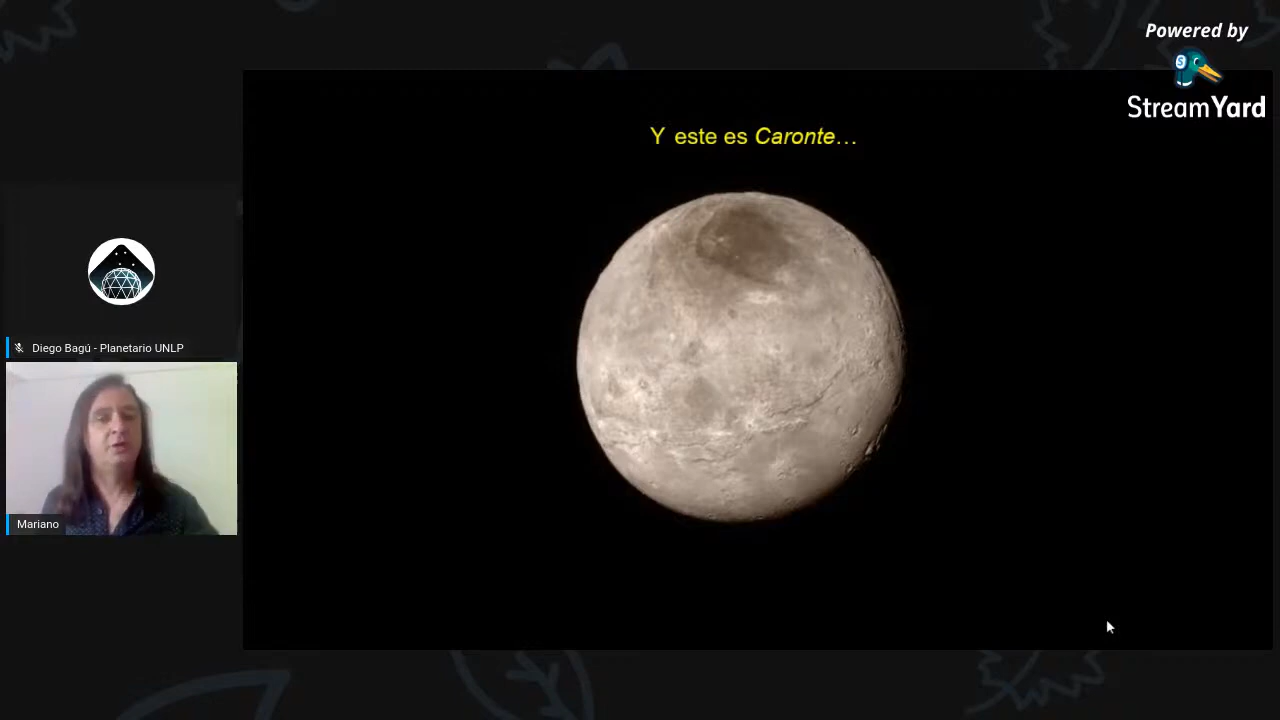 Powered by
S
StreamYard
Y este es Caronte…
Diego Bagú - Planetario UNLP
Mariano